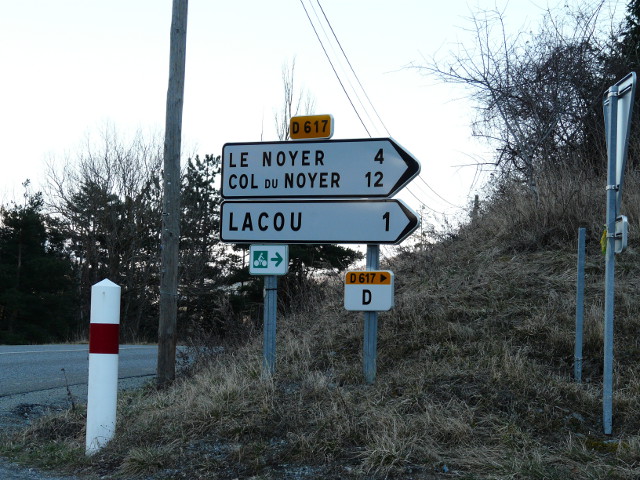 D 617
LE NOYER 4
COL DU NOYER 12
LACOU 1
D 617
D